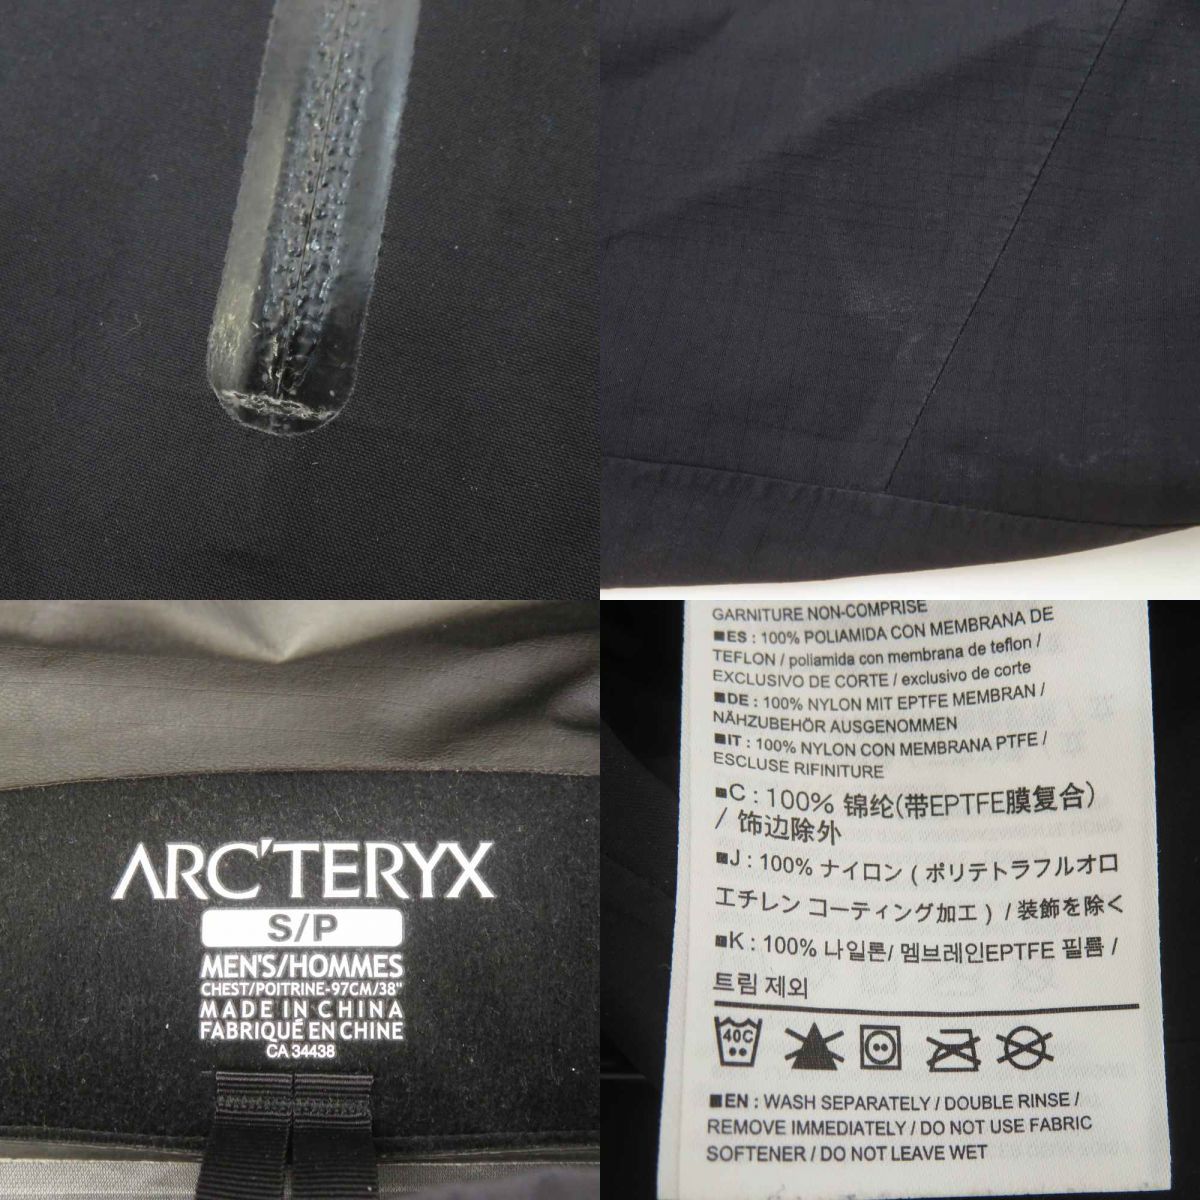 ARC'TERYX
S/P
MEN'S/HOMMES
CHEST/POITRINE-97CM/38"
MADE IN CHINA
FABRIQUÉ EN CHINE
CA 34438
GARNITURE NON-COMPRISE
■ES : 100% POLIAMIDA CON MEMBRANA DE
TEFLON / poliamida con membrana de teflon /
EXCLUSIVO DE CORTE / exclusivo de corte
■DE : 100% NYLON MIT EPTFE MEMBRAN /
NÄHZUBEHÖR AUSGENOMMEN
■IT : 100% NYLON CON MEMBRANA PTFE /
ESCLUSE RIFINITURE
■C : 100% 锦纶(带EPTFE膜复合)
/ 饰边除外
■J : 100% ナイロン ( ポリテトラフルオロ
エチレン コーティング加工 ) / 装飾を除く
■K : 100% 나일론/ 멤브레인EPTFE 필름 /
트림 제외
40C
■EN : WASH SEPARATELY / DOUBLE RINSE /
REMOVE IMMEDIATELY / DO NOT USE FABRIC
SOFTENER / DO NOT LEAVE WET